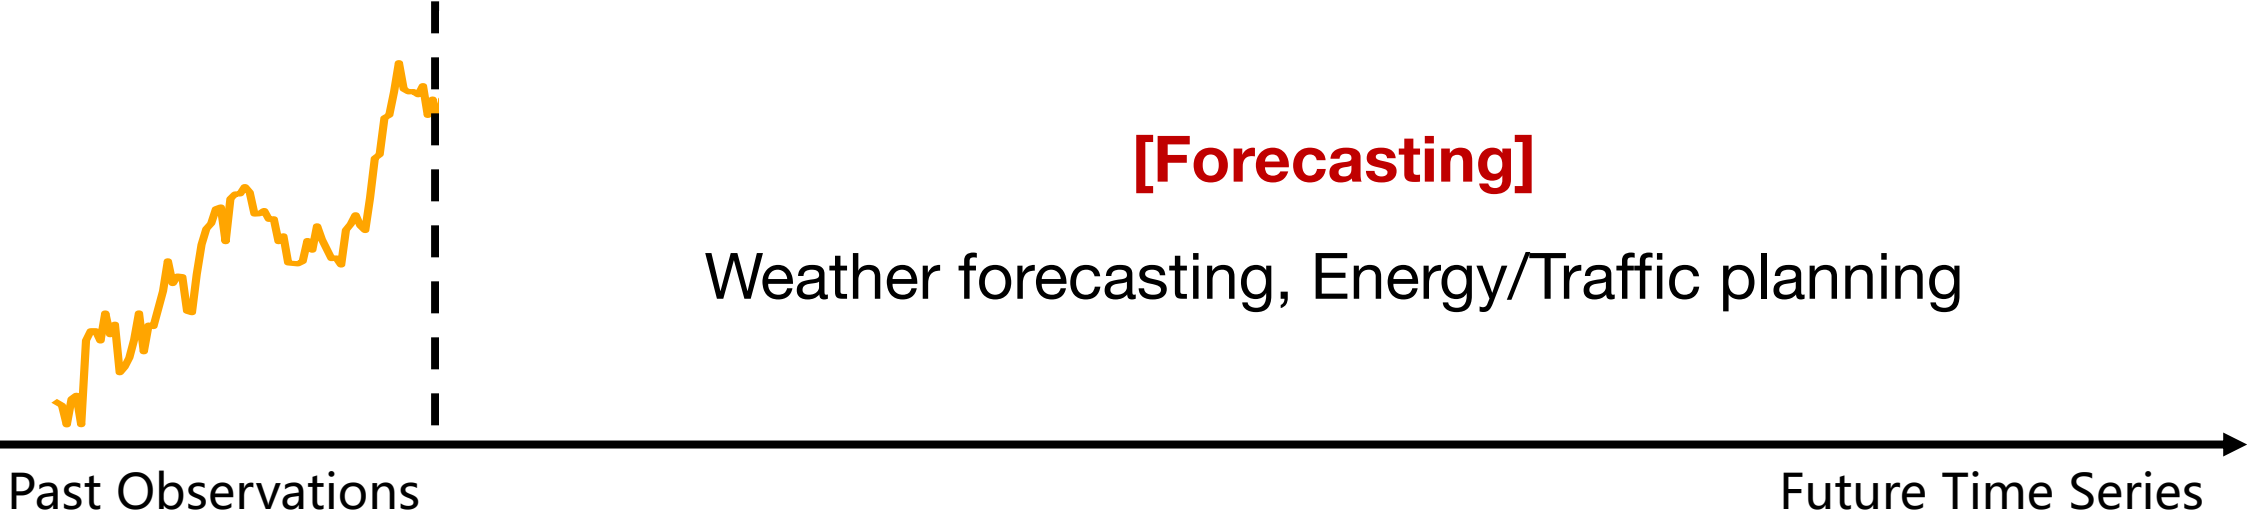 [Forecasting]
Weather forecasting, Energy/Traffic planning
Past Observations
Future Time Series